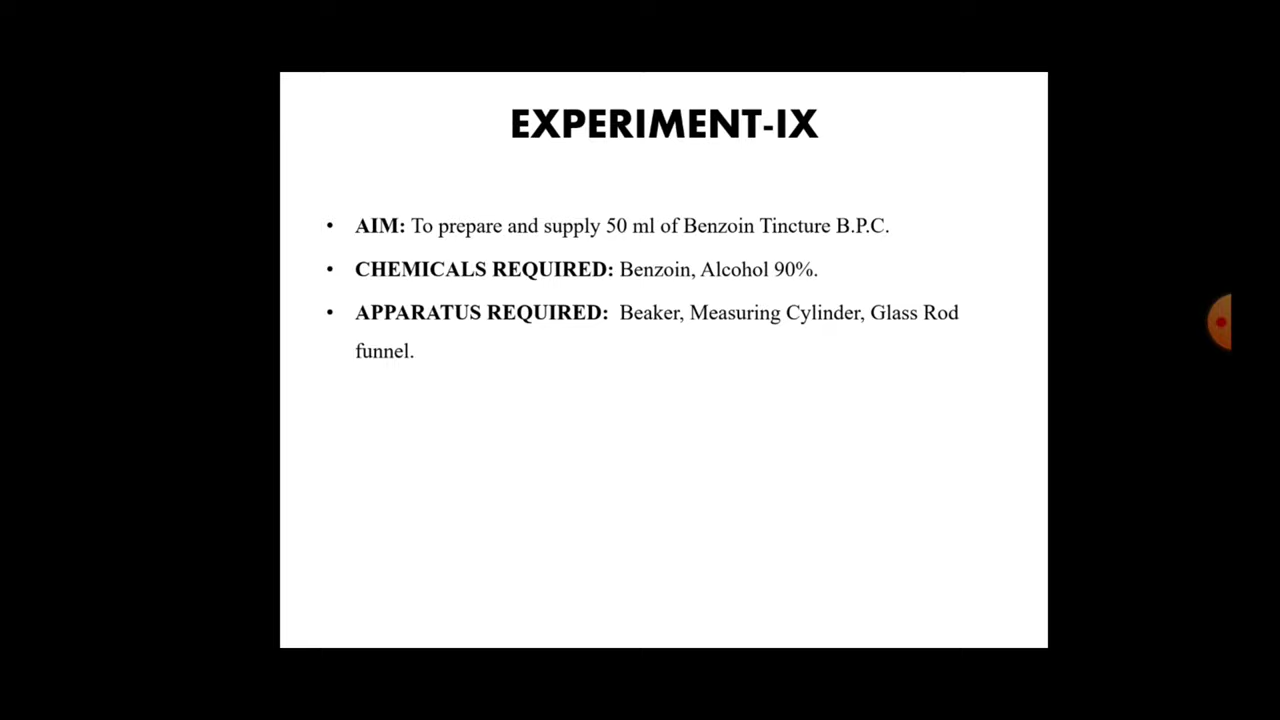 EXPERIMENT-IX
• AIM: To prepare and supply 50 ml of Benzoin Tincture B.P.C.
• CHEMICALS REQUIRED: Benzoin, Alcohol 90%.
• APPARATUS REQUIRED: Beaker, Measuring Cylinder, Glass Rod
funnel.